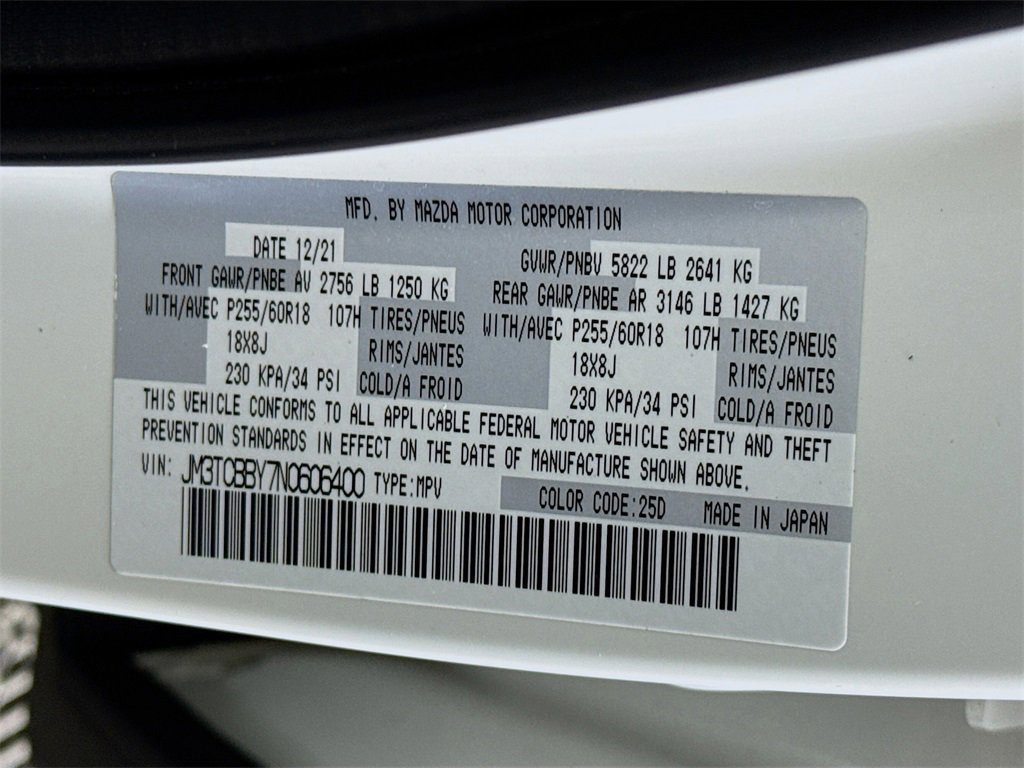 MFD. BY MAZDA MOTOR CORPORATION
DATE 12/21 GVWR/PNBV 5822 LB 2641 KG
FRONT GAWR/PNBE AV 2756 LB 1250 KG REAR GAWR/PNBE AR 3146 LB 1427 KG
WITH/AVEC P255/60R18 107H TIRES/PNEUS WITH/AVEC P255/60R18 107H TIRES/PNEUS
18X8J RIMS/JANTES 18X8J RIMS/JANTES
230 KPA/34 PSI COLD/A FROID 230 KPA/34 PSI COLD/A FROID
THIS VEHICLE CONFORMS TO ALL APPLICABLE FEDERAL MOTOR VEHICLE SAFETY AND THEFT
PREVENTION STANDARDS IN EFFECT ON THE DATE OF MANUFACTURE SHOWN ABOVE.
VIN: JM3TCBBY7N0606400 TYPE:MPV COLOR CODE:25D MADE IN JAPAN